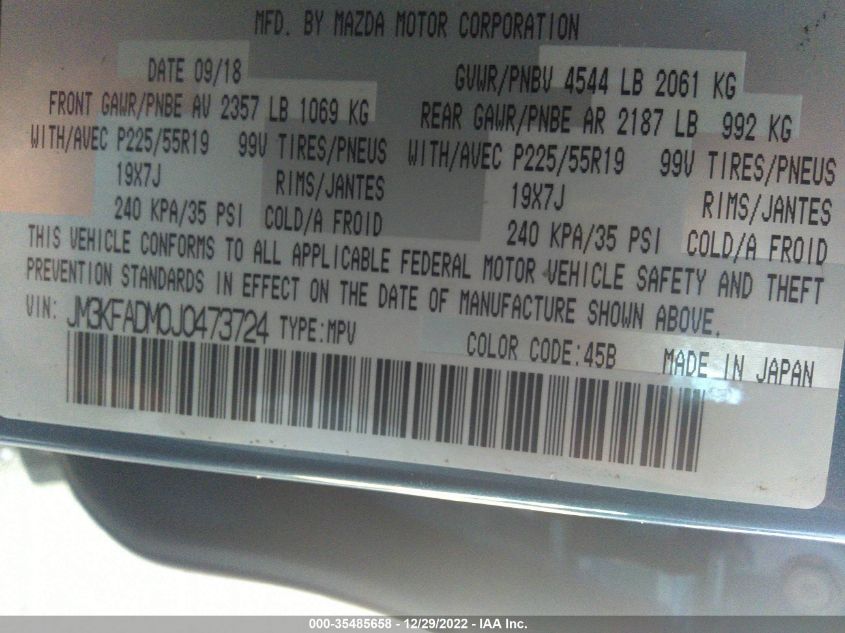 MFD. BY MAZDA MOTOR CORPORATION
DATE 09/18 GVWR/PNBV 4544 LB 2061 KG
FRONT GAWR/PNBE AV 2357 LB 1069 KG REAR GAWR/PNBE AR 2187 LB 992 KG
WITH/AVEC P225/55R19 99V TIRES/PNEUS WITH/AVEC P225/55R19 99V TIRES/PNEUS
19X7J RIMS/JANTES 19X7J RIMS/JANTES
240 KPA/35 PSI COLD/A FROID 240 KPA/35 PSI COLD/A FROID
THIS VEHICLE CONFORMS TO ALL APPLICABLE FEDERAL MOTOR VEHICLE SAFETY AND THEFT
PREVENTION STANDARDS IN EFFECT ON THE DATE OF MANUFACTURE SHOWN ABOVE.
VIN: JM3KFADM0J0473724 TYPE:MPV COLOR CODE:45B MADE IN JAPAN
000-35485658 - 12/29/2022 - IAA Inc.